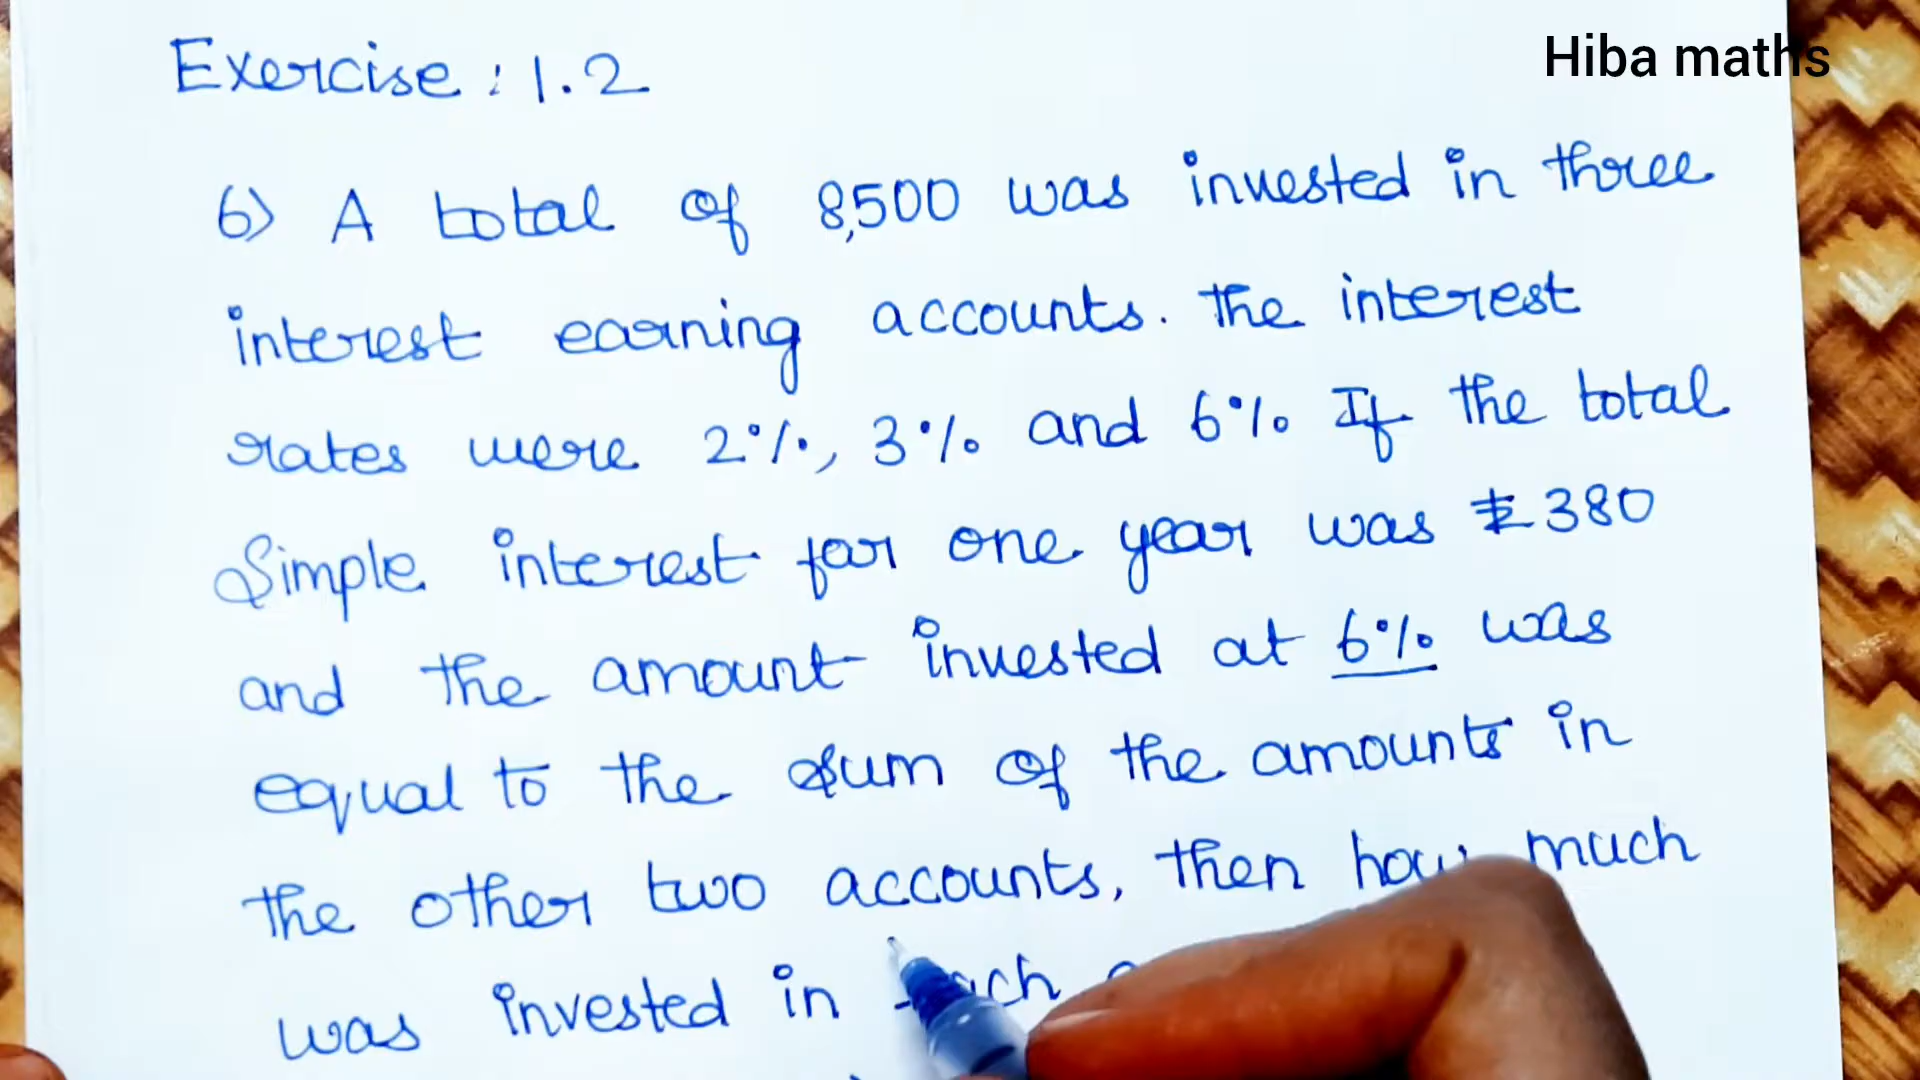 Hiba maths
Exercise : 1.2
6) A total of 8,500 was invested in three
interest earning accounts. The interest
rates were 2%, 3% and 6% If the total
Simple interest for one year was ₹ 380
and the amount invested at 6% was
equal to the sum of the amounts in
the other two accounts, then how much
was invested in